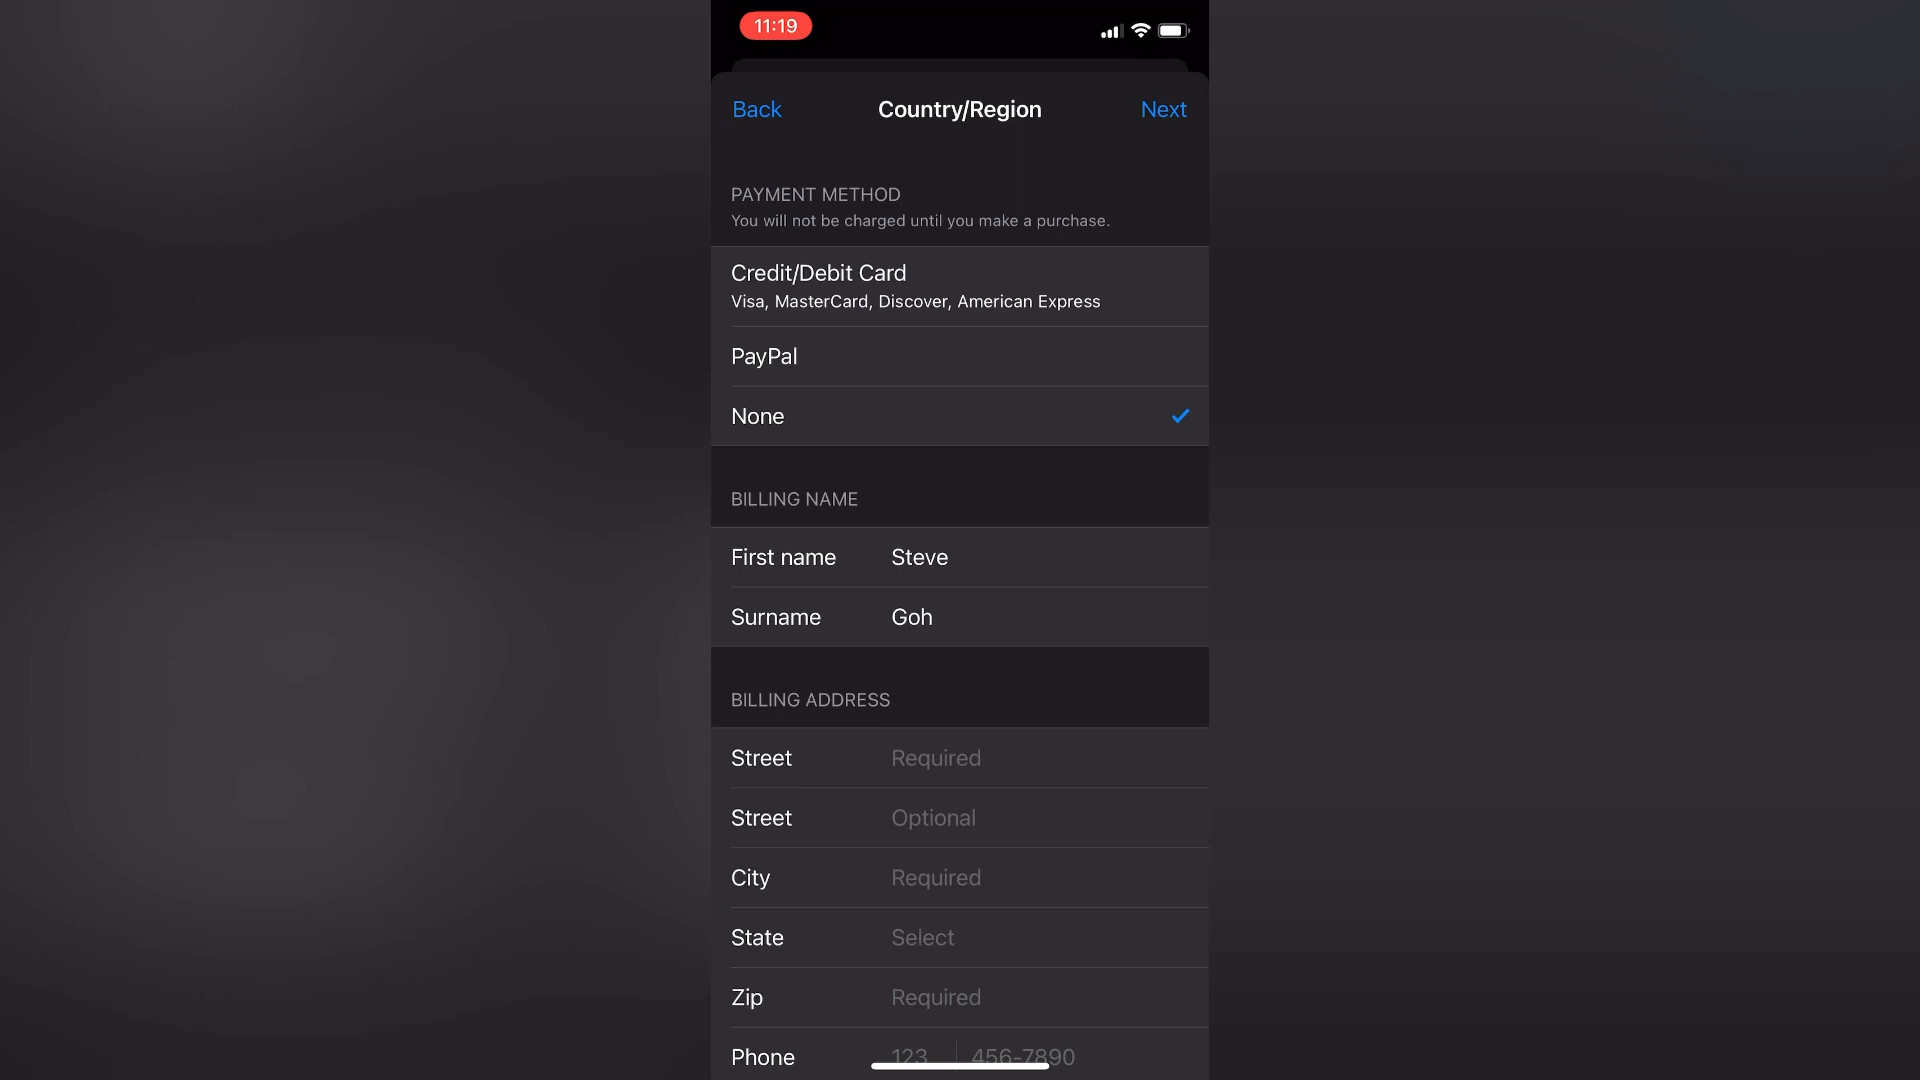 11:19
Back Country/Region Next
PAYMENT METHOD
You will not be charged until you make a purchase.
Credit/Debit Card
Visa, MasterCard, Discover, American Express
PayPal
None
BILLING NAME
First name Steve
Surname Goh
BILLING ADDRESS
Street Required
Street Optional
City Required
State Select
Zip Required
Phone 123 456-7890